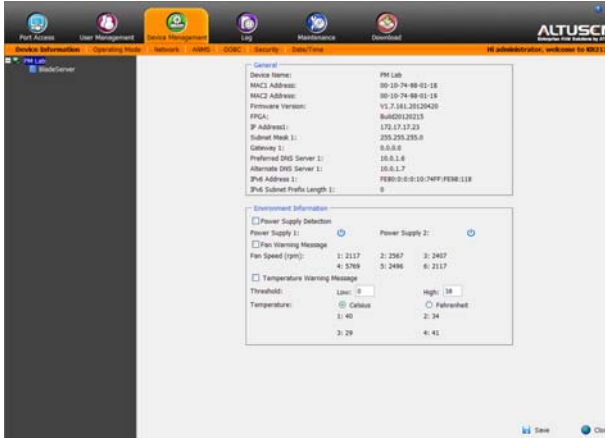 Port Access User Management Device Management Log Maintenance Download
ALTUSCN
Device Information Operating Mode Network ANMS OOBC Security Date/Time Hi administrator, welcome to
PM Lab
BladeServer
General
Device Name: PM Lab
MAC1 Address: 00-10-74-98-01-18
MAC2 Address: 00-10-74-98-01-19
Firmware Version: V1.7.161.20120420
FPGA: Build20120215
IP Address1: 172.17.17.23
Subnet Mask 1: 255.255.255.0
Gateway 1: 0.0.0.0
Preferred DNS Server 1: 10.0.1.6
Alternate DNS Server 1: 10.0.1.7
IPv6 Address 1: FE80:0:0:0:10:74FF:FE98:118
IPv6 Subnet Prefix Length 1: 0
Environment Information
Power Supply Detection
Power Supply 1: Power Supply 2:
Fan Warning Message
Fan Speed (rpm): 1: 2117 2: 2567 3: 2407
4: 5769 5: 2496 6: 2117
Temperature Warning Message
Threshold: Low: 0 High: 38
Temperature: Celsius Fahrenheit
1: 40 2: 34
3: 29 4: 41
Save Clo